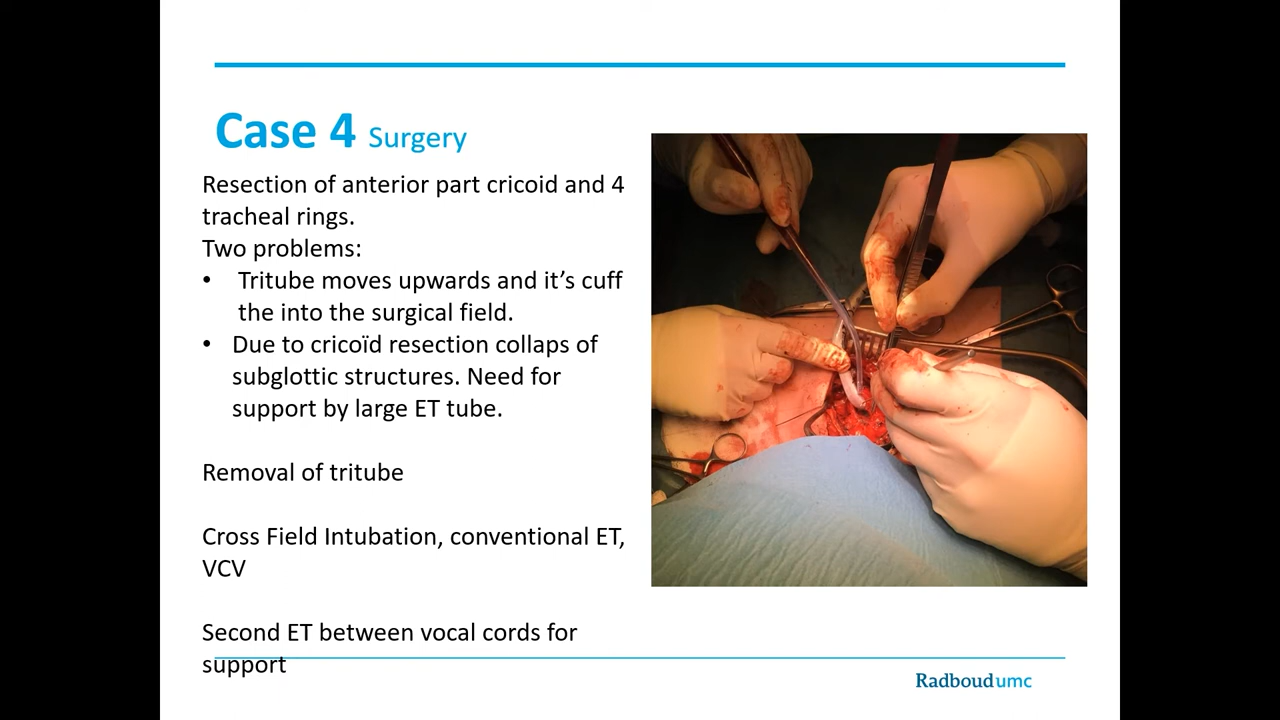 Case 4 Surgery
Resection of anterior part cricoid and 4
tracheal rings.
Two problems:
• Tritube moves upwards and it's cuff
the into the surgical field.
• Due to cricoïd resection collaps of
subglottic structures. Need for
support by large ET tube.
Removal of tritube
Cross Field Intubation, conventional ET,
VCV
Second ET between vocal cords for
support
Radboudumc